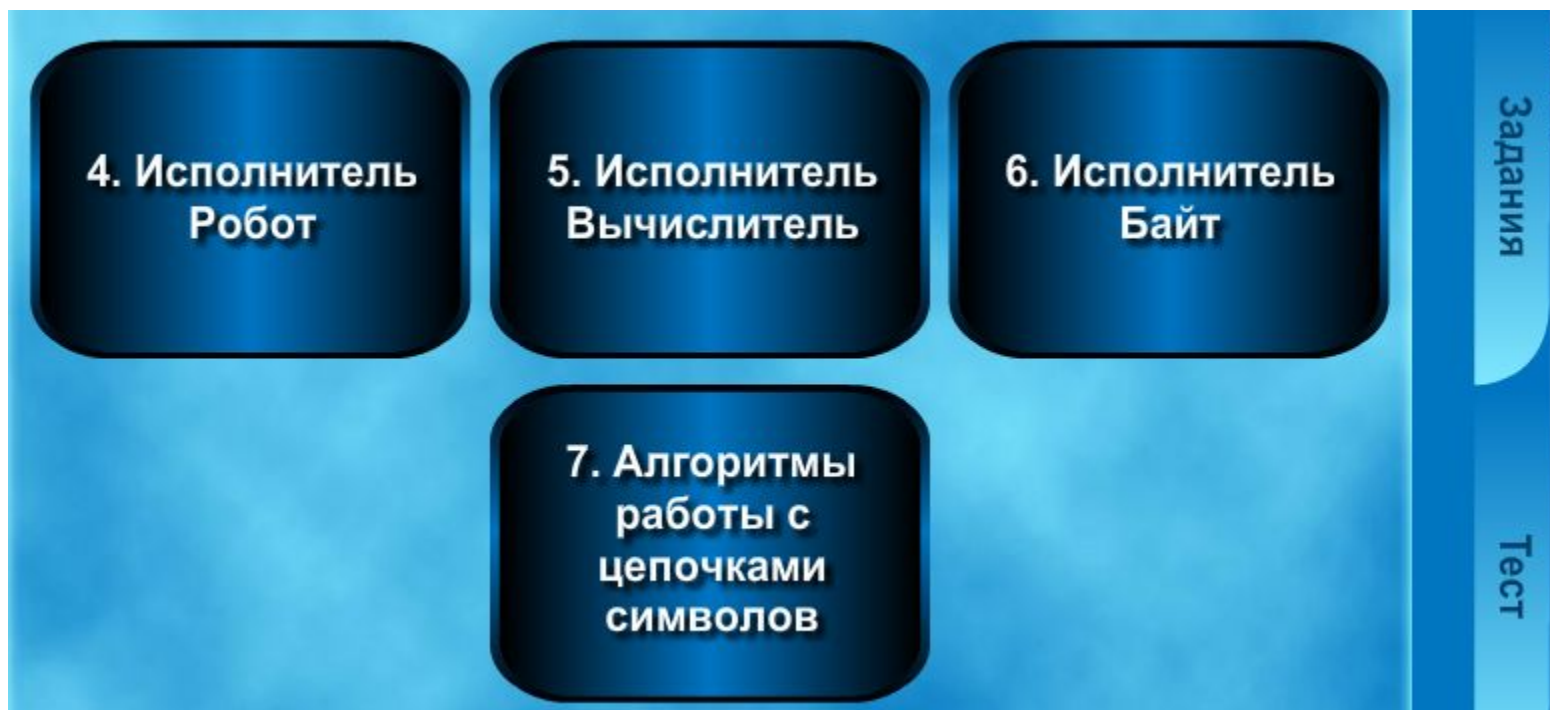 4. Исполнитель
Робот
5. Исполнитель
Вычислитель
6. Исполнитель
Байт
7. Алгоритмы
работы с
цепочками
символов
Задания
Тест